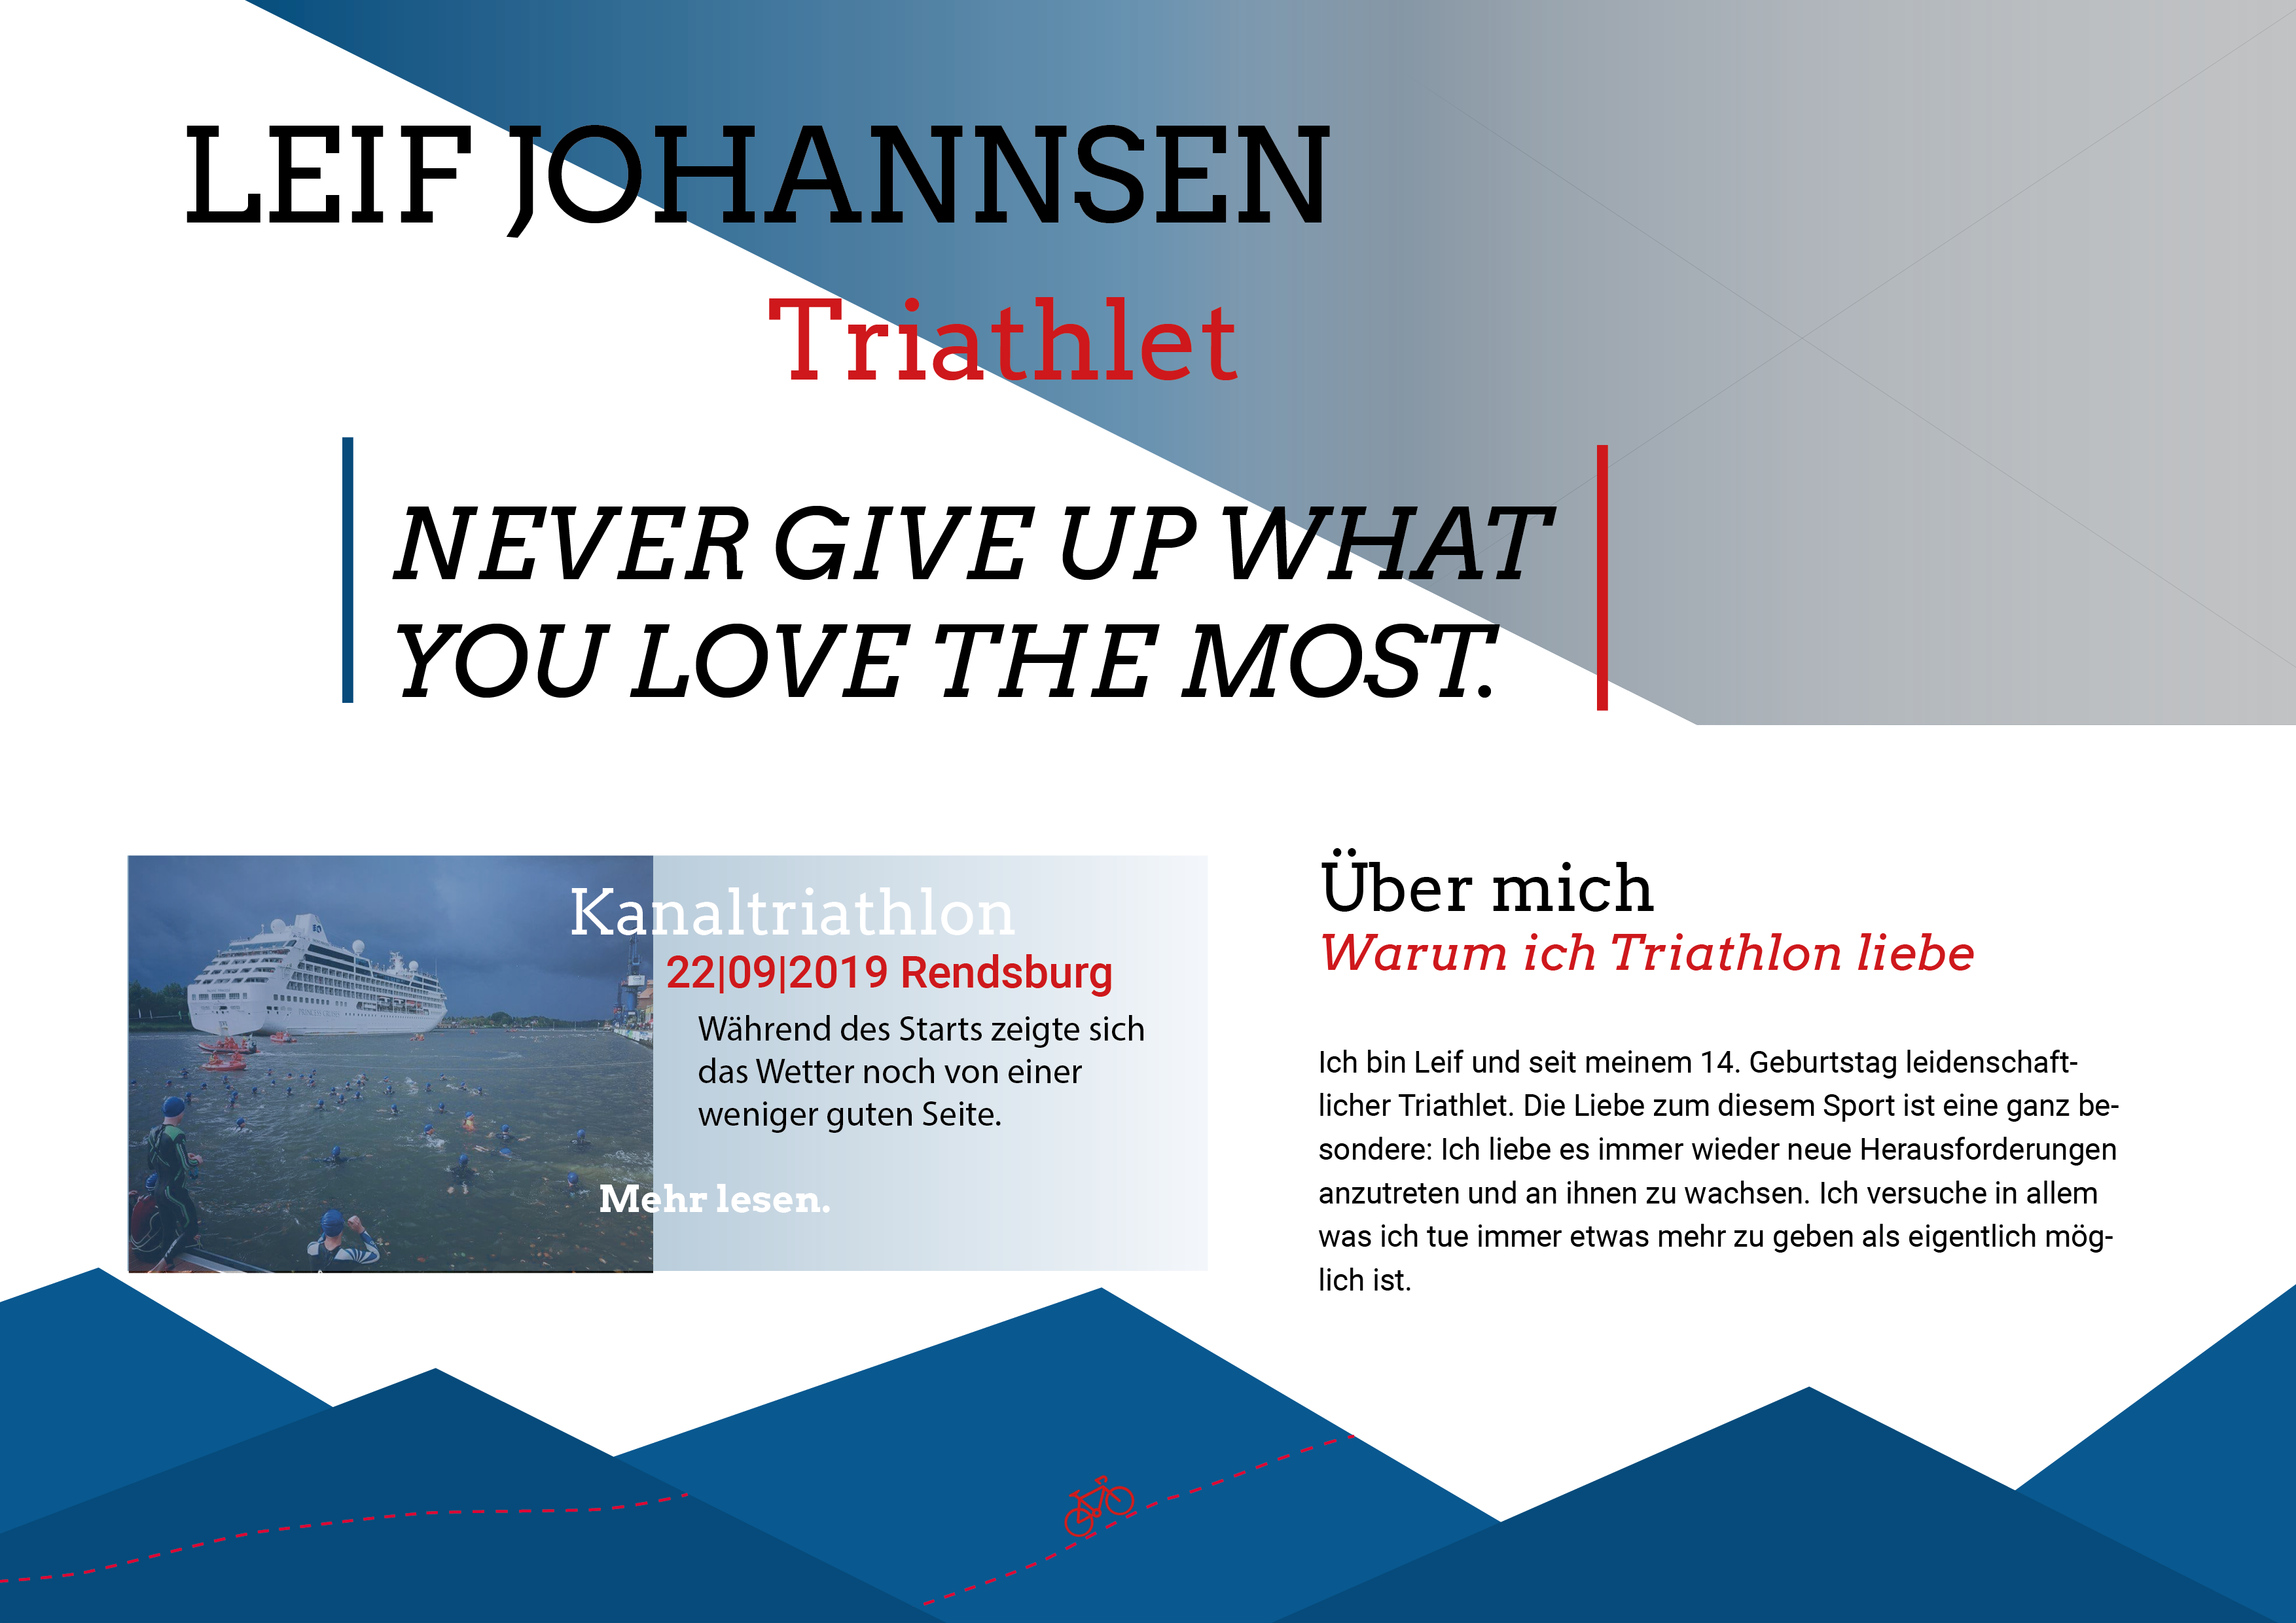 LEIF JOHANNSEN
Triathlet
NEVER GIVE UP WHAT
YOU LOVE THE MOST.
Kanaltriathlon
22|09|2019 Rendsburg
Während des Starts zeigte sich
das Wetter noch von einer
weniger guten Seite.
Mehr lesen.
Über mich
Warum ich Triathlon liebe
Ich bin Leif und seit meinem 14. Geburtstag leidenschaft-
licher Triathlet. Die Liebe zum diesem Sport ist eine ganz be-
sondere: Ich liebe es immer wieder neue Herausforderungen
anzutreten und an ihnen zu wachsen. Ich versuche in allem
was ich tue immer etwas mehr zu geben als eigentlich mög-
lich ist.